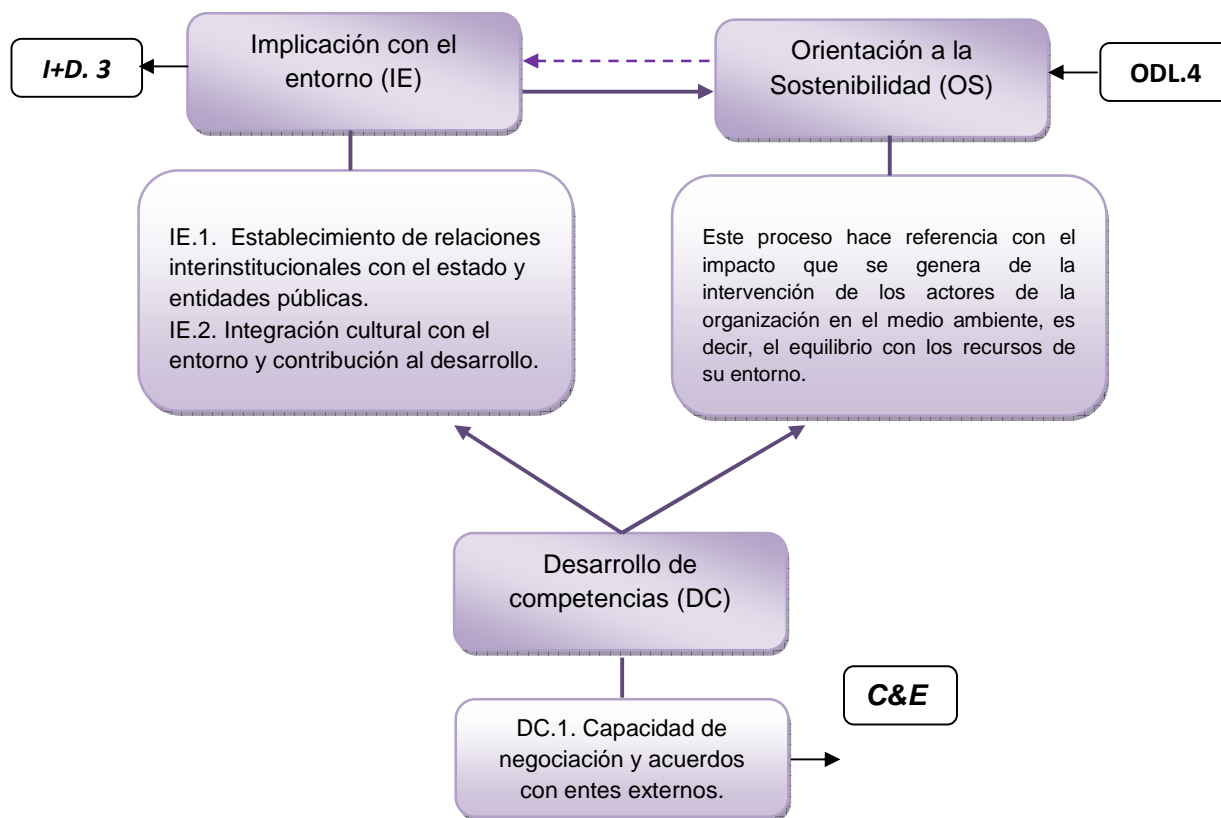 Implicación con el
entorno (IE)
Orientación a la
Sostenibilidad (OS)
I+D. 3
ODL.4
IE.1. Establecimiento de relaciones
interinstitucionales con el estado y
entidades públicas.
IE.2. Integración cultural con el
entorno y contribución al desarrollo.
Este proceso hace referencia con el
impacto que se genera de la
intervención de los actores de la
organización en el medio ambiente, es
decir, el equilibrio con los recursos de
su entorno.
Desarrollo de
competencias (DC)
C&E
DC.1. Capacidad de
negociación y acuerdos
con entes externos.